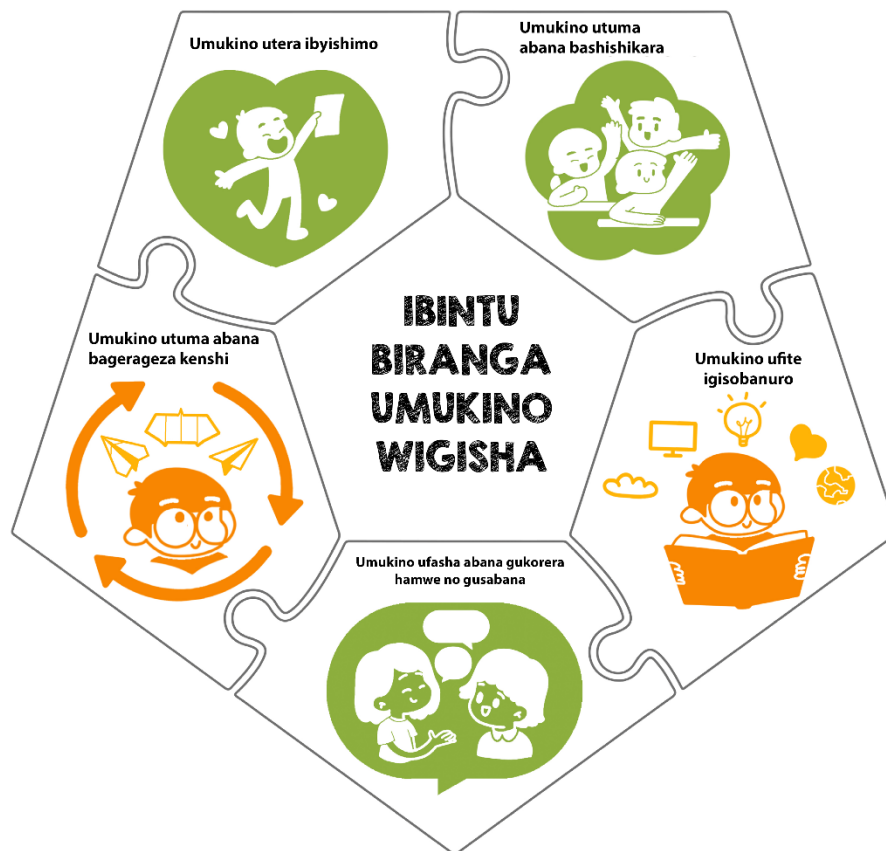 Umukino utera ibyishimo
Umukino utuma
abana bashishikara
Umukino utuma abana
bagerageza kenshi
IBINTU
BIRANGA
UMUKINO
WIGISHA
Umukino ufite
igisobanuro
Umukino ufasha abana gukorera
hamwe no gusabana